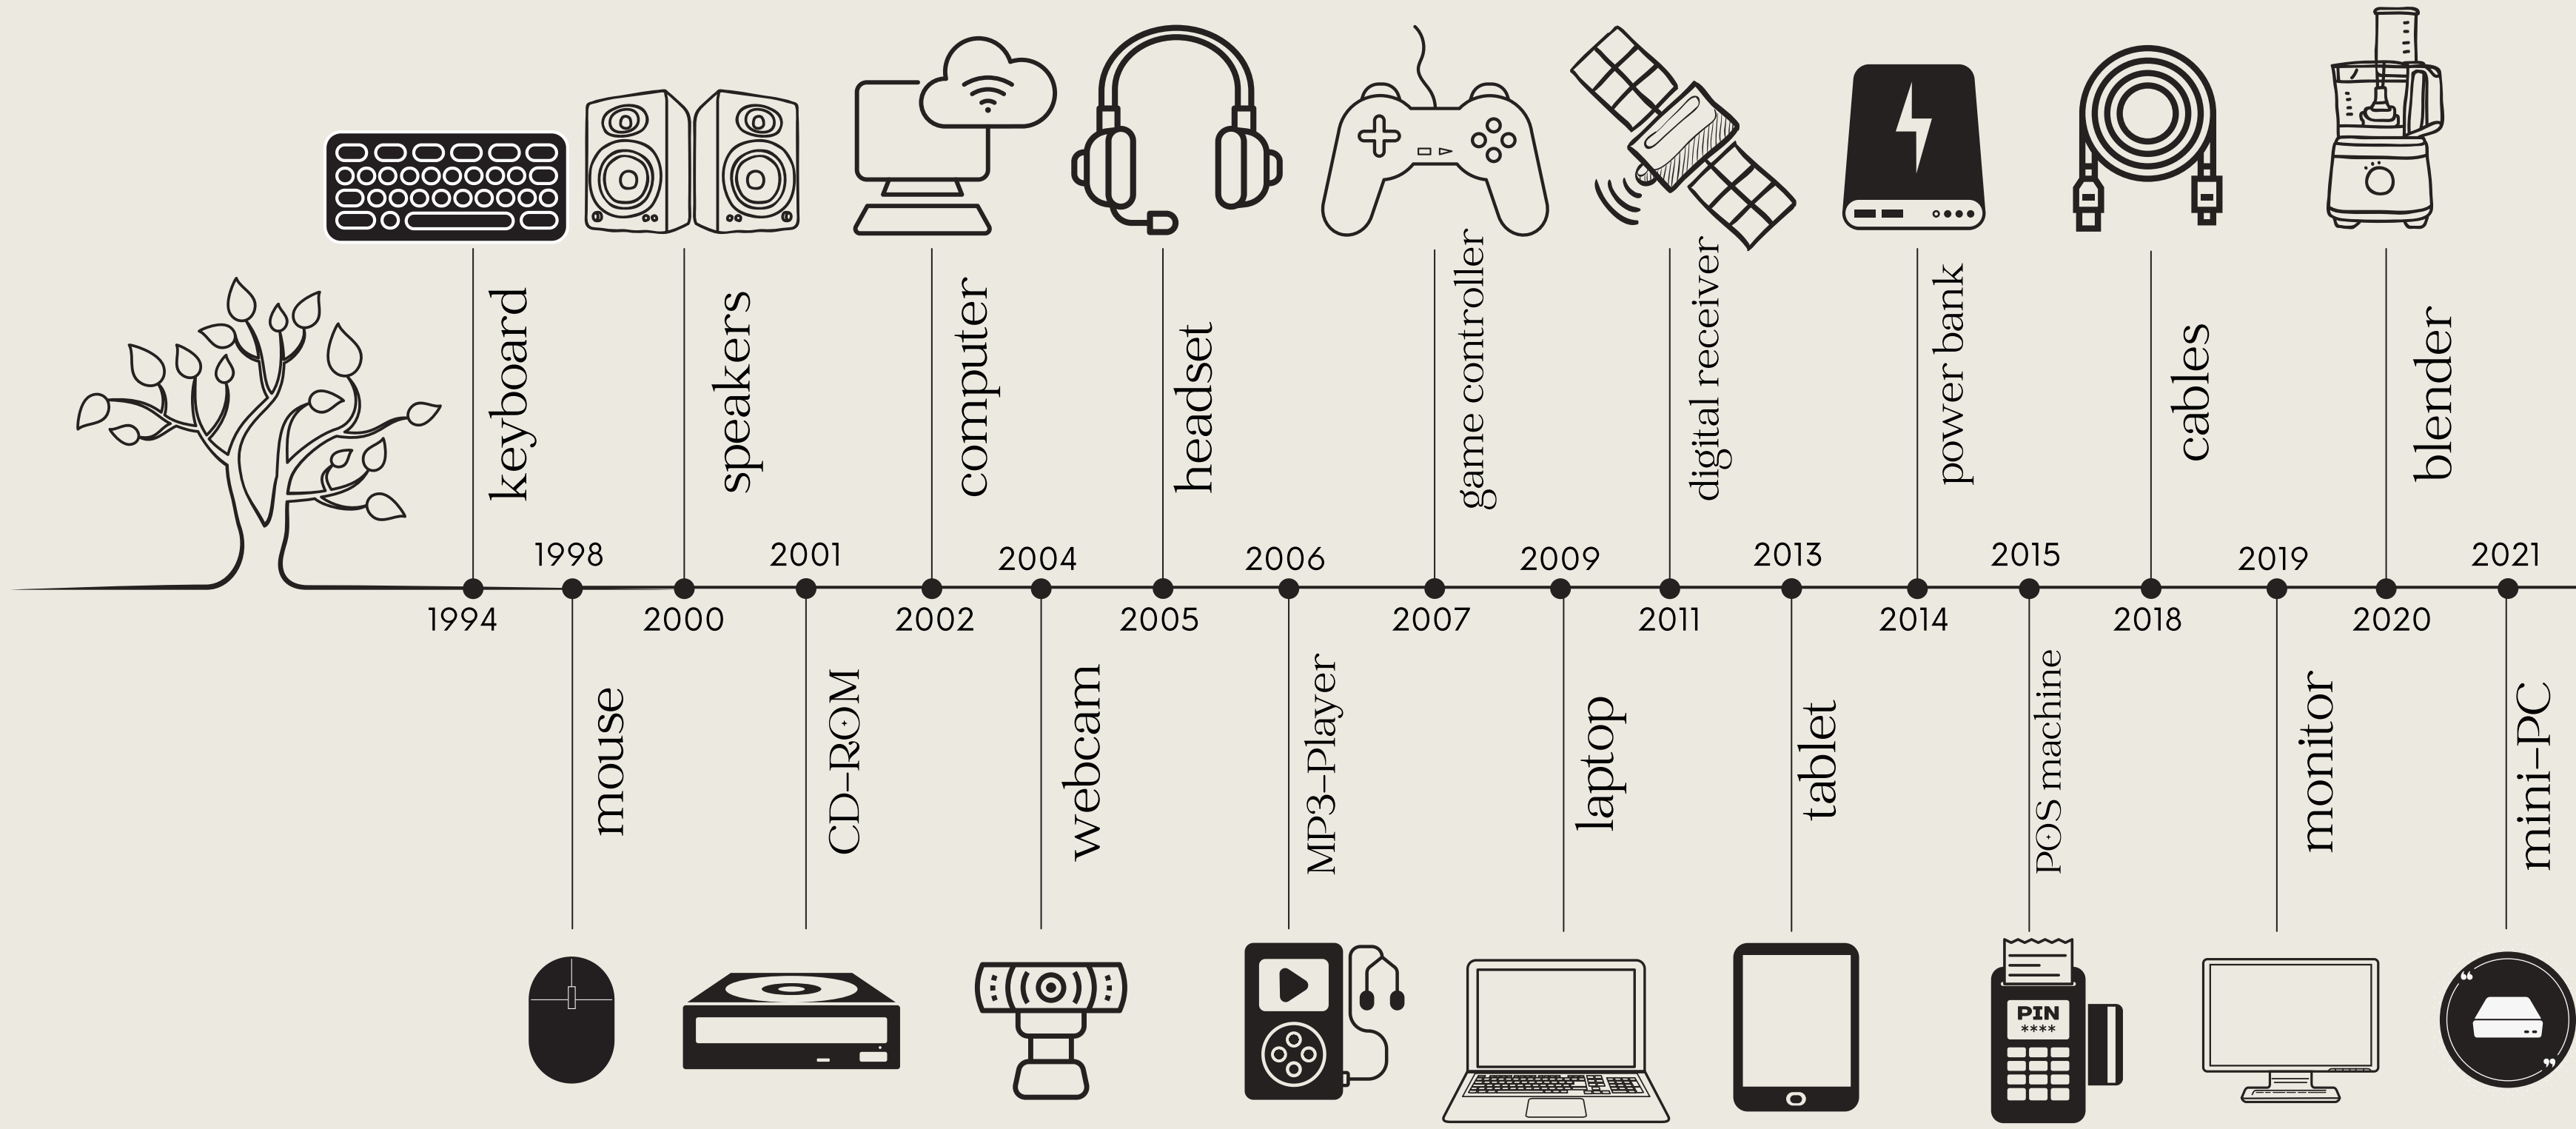 keyboard
speakers
computer
headset
game controller
digital receiver
power bank
cables
blender
1998
2001
2004
2006
2009
2013
2015
2019
2021
1994
2000
2002
2005
2007
2011
2014
2018
2020
mouse
CD-ROM
webcam
MP3-Player
laptop
tablet
POS machine
monitor
mini-PC
PIN
****